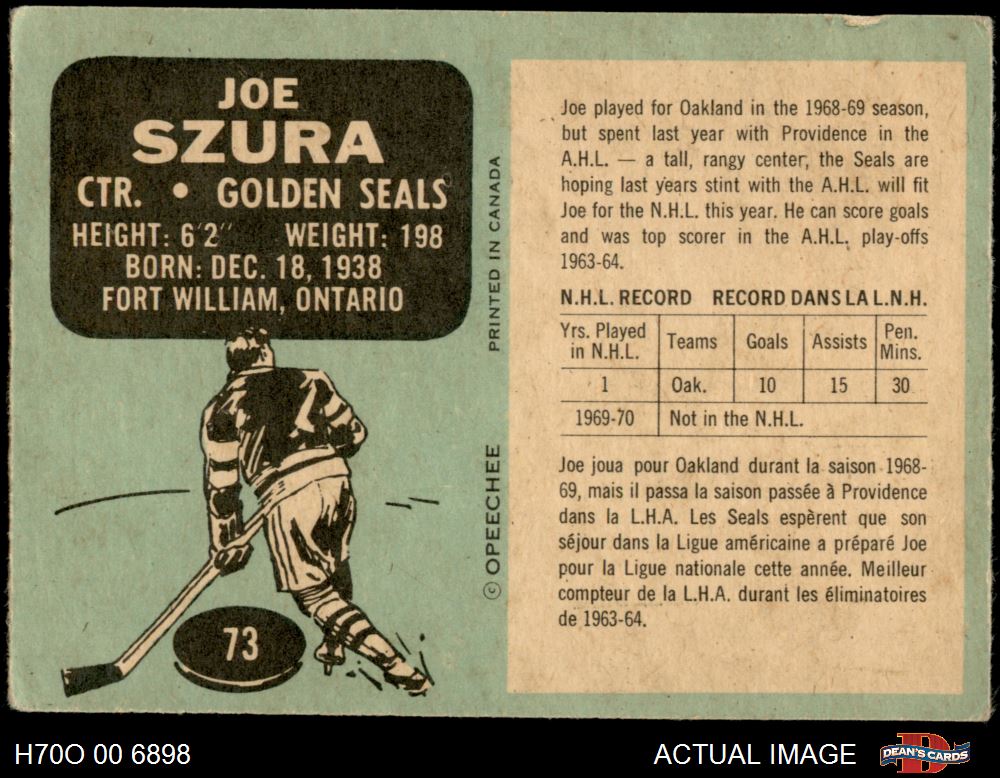 JOE
SZURA
CTR. • GOLDEN SEALS
HEIGHT: 6'2" WEIGHT: 198
BORN: DEC. 18, 1938
FORT WILLIAM, ONTARIO
73
PRINTED IN CANADA
© OPEECHEE
Joe played for Oakland in the 1968-69 season,
but spent last year with Providence in the
A.H.L. — a tall, rangy center, the Seals are
hoping last years stint with the A.H.L. will fit
Joe for the N.H.L. this year. He can score goals
and was top scorer in the A.H.L. play-offs
1963-64.
N.H.L. RECORD RECORD DANS LA L.N.H.
Yrs. Played in N.H.L. Teams Goals Assists Pen. Mins.
1 Oak. 10 15 30
1969-70 Not in the N.H.L.
Joe joua pour Oakland durant la saison 1968-
69, mais il passa la saison passée à Providence
dans la L.H.A. Les Seals espèrent que son
séjour dans la Ligue américaine a préparé Joe
pour la Ligue nationale cette année. Meilleur
compteur de la L.H.A. durant les éliminatoires
de 1963-64.
H70O 00 6898
ACTUAL IMAGE
DEAN'S CARDS